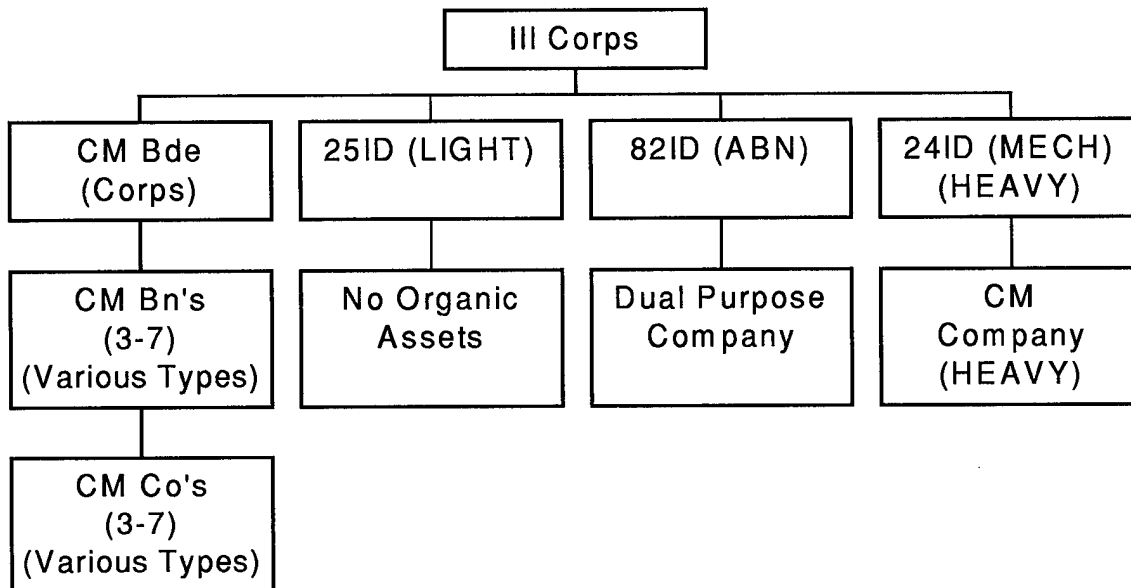 III Corps
CM Bde
(Corps)
25ID (LIGHT)
82ID (ABN)
24ID (MECH)
(HEAVY)
CM Bn's
(3-7)
(Various Types)
No Organic
Assets
Dual Purpose
Company
CM
Company
(HEAVY)
CM Co's
(3-7)
(Various Types)